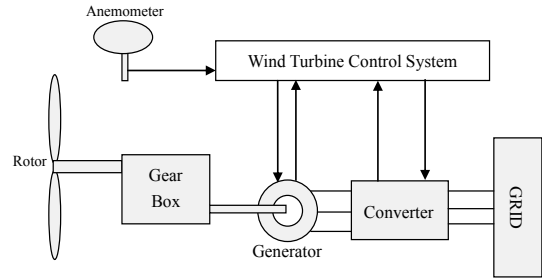 Anemometer
Wind Turbine Control System
Rotor
Gear
Box
Converter
GRID
Generator